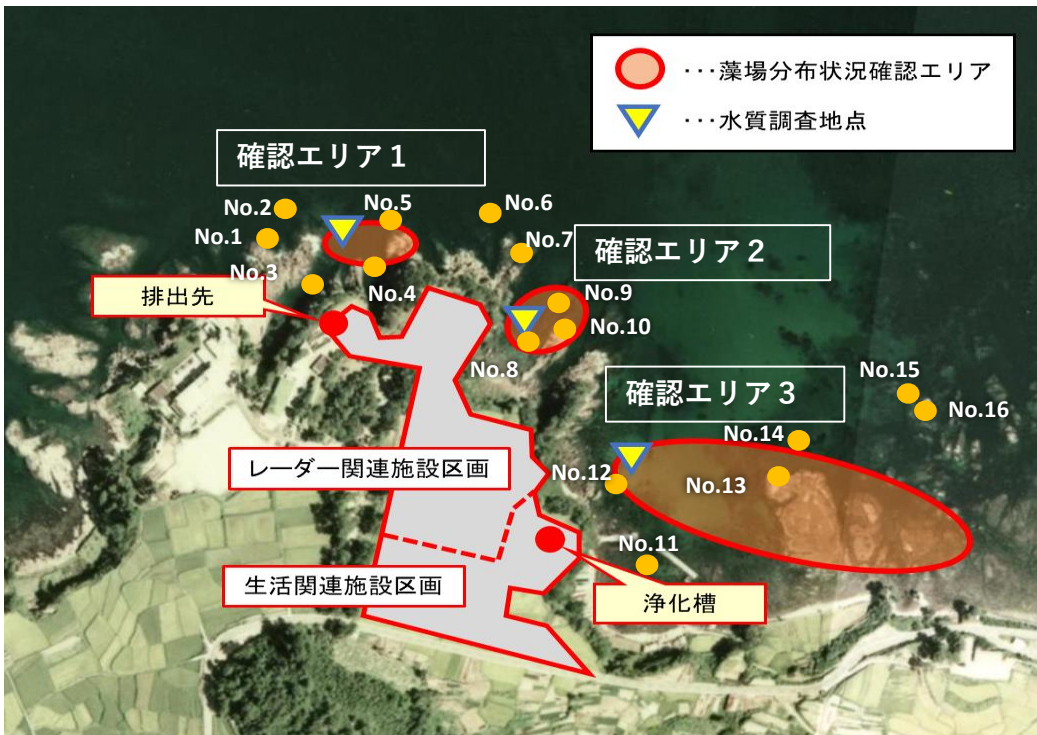 ･･･藻場分布状況確認エリア
･･･水質調査地点
確認エリア１
No.5
No.2
No.6
No.1
No.7
確認エリア２
No.3
No.4
No.9
排出先
No.10
No.8
No.15
確認エリア３
No.16
No.14
レーダー関連施設区画
No.12
No.13
No.11
生活関連施設区画
浄化槽